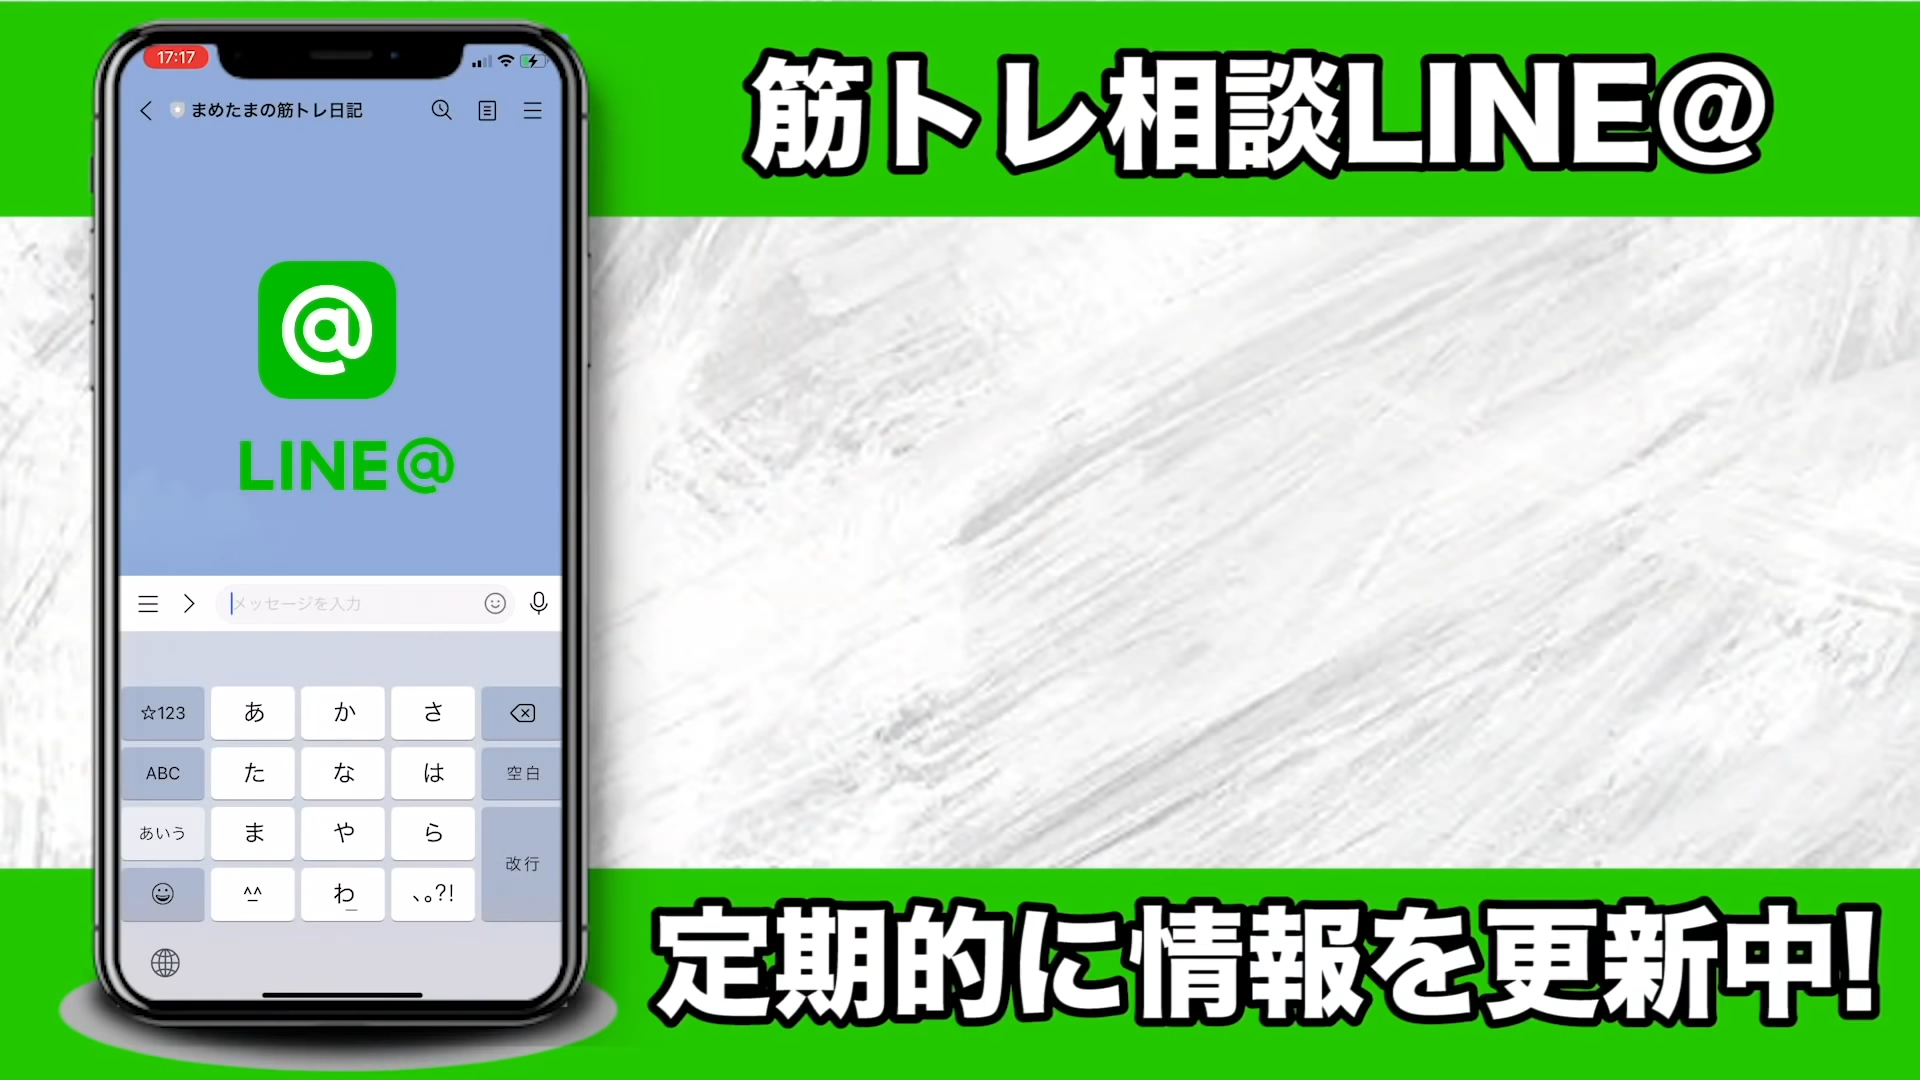 筋トレ相談LINE@
17:17
まめたまの筋トレ日記
@
LINE@
メッセージを入力
☆123 あ か さ
ABC た な は 空白
あいう ま や ら
改行
^^ わ 、。?!
定期的に情報を更新中!